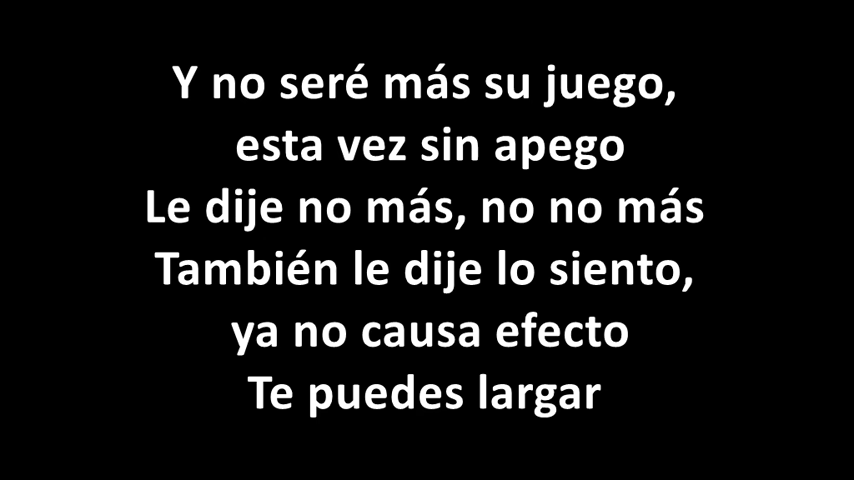 Y no seré más su juego,
esta vez sin apego
Le dije no más, no no más
También le dije lo siento,
ya no causa efecto
Te puedes largar